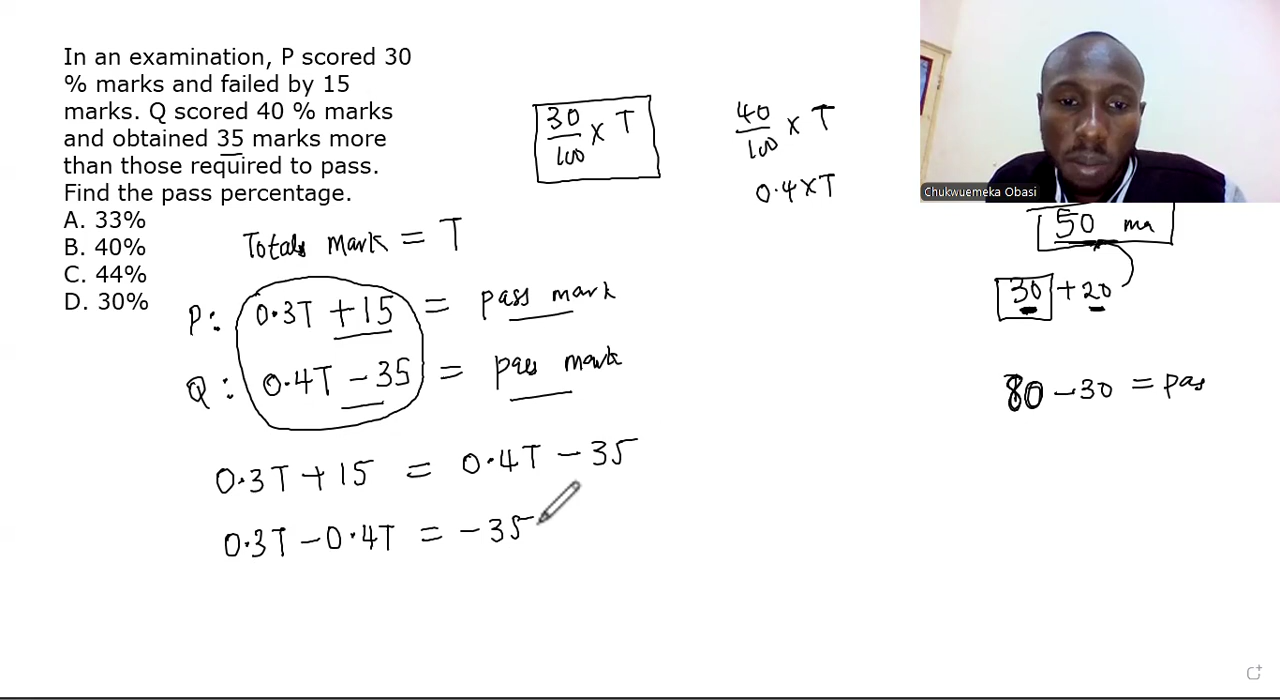 In an examination, P scored 30
% marks and failed by 15
marks. Q scored 40 % marks
and obtained 35 marks more
than those required to pass.
Find the pass percentage.
A. 33%
B. 40%
C. 44%
D. 30%
30/100 × T
40/100 × T
0.4×T
Chukwuemeka Obasi
50 ma
30 + 20
80 - 30 = pas
Totals mark = T
P: 0.3T + 15 = pass mark
Q: 0.4T - 35 = pass mark
0.3T + 15 = 0.4T - 35
0.3T - 0.4T = -35